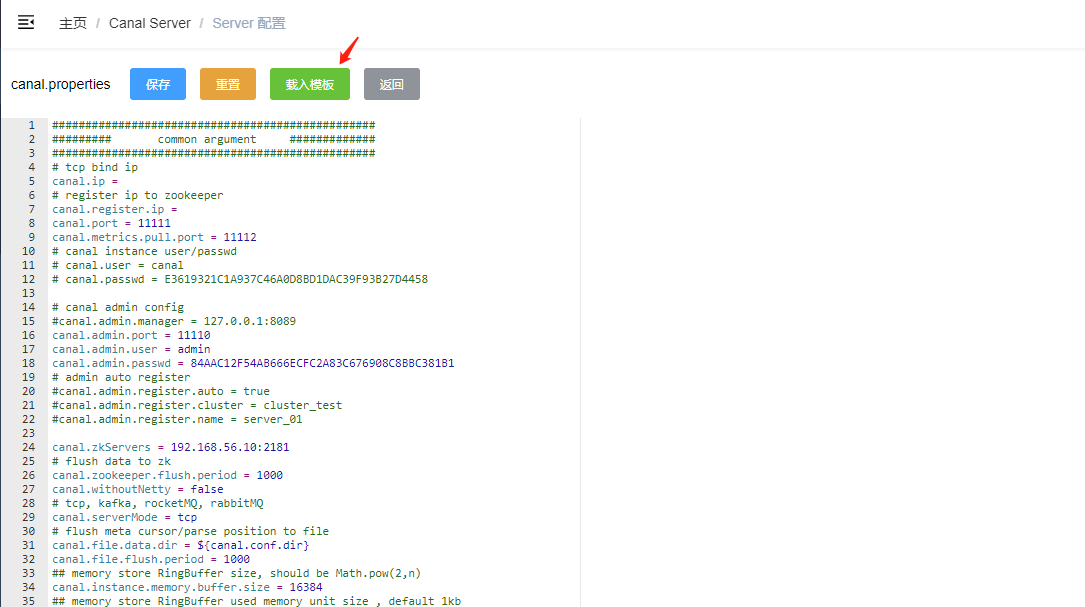 主页 / Canal Server / Server 配置
canal.properties 保存 重置 载入模板 返回
1 #################################################
2 ######### common argument #############
3 #################################################
4 # tcp bind ip
5 canal.ip =
6 # register ip to zookeeper
7 canal.register.ip =
8 canal.port = 11111
9 canal.metrics.pull.port = 11112
10 # canal instance user/passwd
11 # canal.user = canal
12 # canal.passwd = E3619321C1A937C46A0D8BD1DAC39F93B27D4458
13
14 # canal admin config
15 #canal.admin.manager = 127.0.0.1:8089
16 canal.admin.port = 11110
17 canal.admin.user = admin
18 canal.admin.passwd = 84AAC12F54AB666ECFC2A83C676908C8BBC381B1
19 # admin auto register
20 #canal.admin.register.auto = true
21 #canal.admin.register.cluster = cluster_test
22 #canal.admin.register.name = server_01
23
24 canal.zkServers = 192.168.56.10:2181
25 # flush data to zk
26 canal.zookeeper.flush.period = 1000
27 canal.withoutNetty = false
28 # tcp, kafka, rocketMQ, rabbitMQ
29 canal.serverMode = tcp
30 # flush meta cursor/parse position to file
31 canal.file.data.dir = ${canal.conf.dir}
32 canal.file.flush.period = 1000
33 ## memory store RingBuffer size, should be Math.pow(2,n)
34 canal.instance.memory.buffer.size = 16384
35 ## memory store RingBuffer used memory unit size , default 1kb